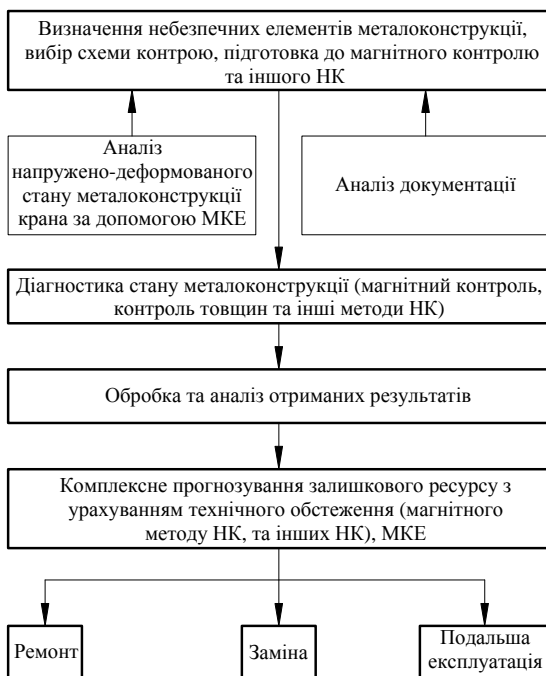 Визначення небезпечних елементів металоконструкції,
вибір схеми контрою, підготовка до магнітного контролю
та іншого НК
Аналіз
напружено-деформованого
стану металоконструкції
крана за допомогою МКЕ
Аналіз документації
Діагностика стану металоконструкції (магнітний контроль,
контроль товщин та інші методи НК)
Обробка та аналіз отриманих результатів
Комплексне прогнозування залишкового ресурсу з
урахуванням технічного обстеження (магнітного
методу НК, та інших НК), МКЕ
Ремонт
Заміна
Подальша
експлуатація